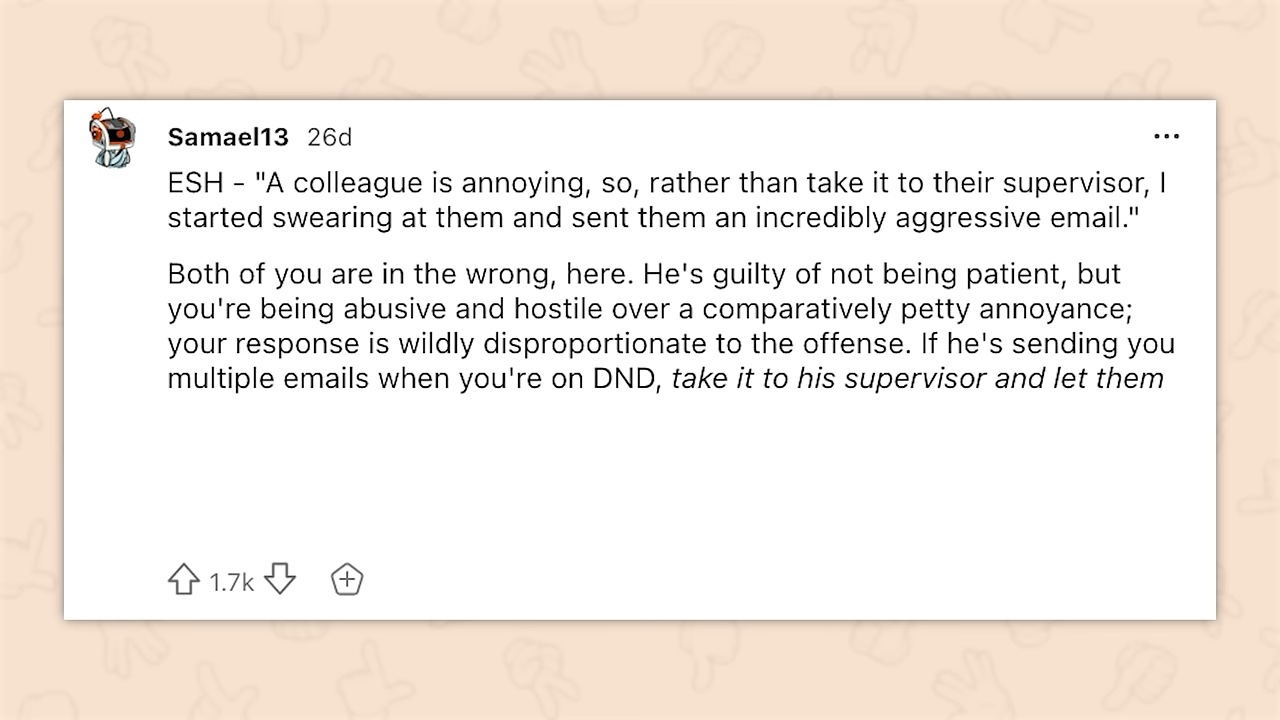 Samael13 26d
ESH - "A colleague is annoying, so, rather than take it to their supervisor, I
started swearing at them and sent them an incredibly aggressive email."
Both of you are in the wrong, here. He's guilty of not being patient, but
you're being abusive and hostile over a comparatively petty annoyance;
your response is wildly disproportionate to the offense. If he's sending you
multiple emails when you're on DND, take it to his supervisor and let them
1.7k